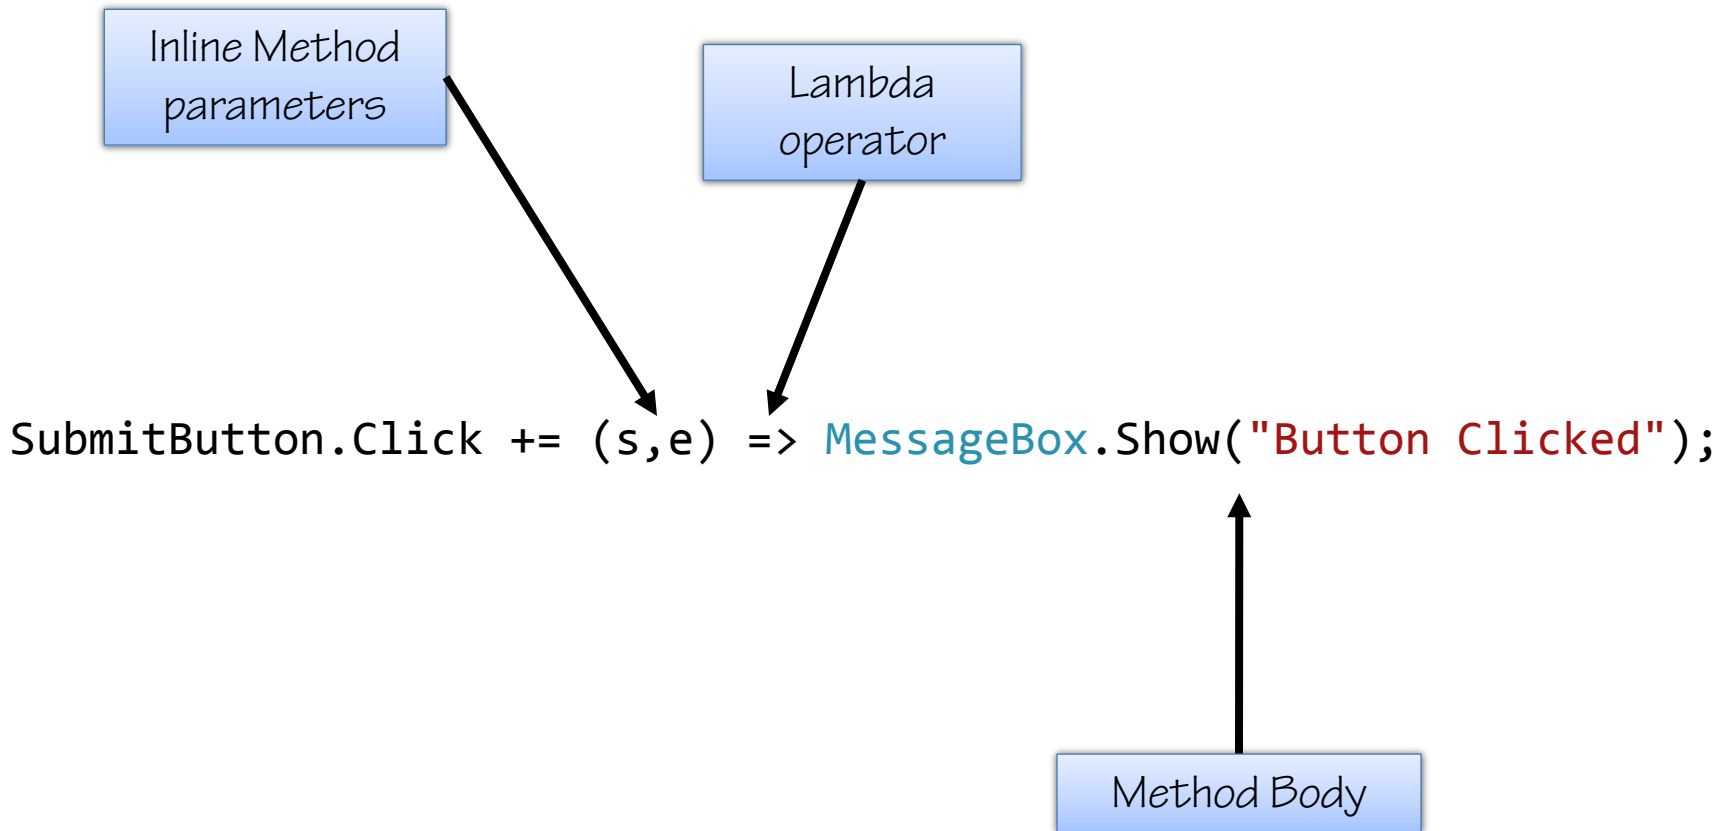 Inline Method
parameters
Lambda
operator
SubmitButton.Click += (s,e) => MessageBox.Show("Button Clicked");
Method Body